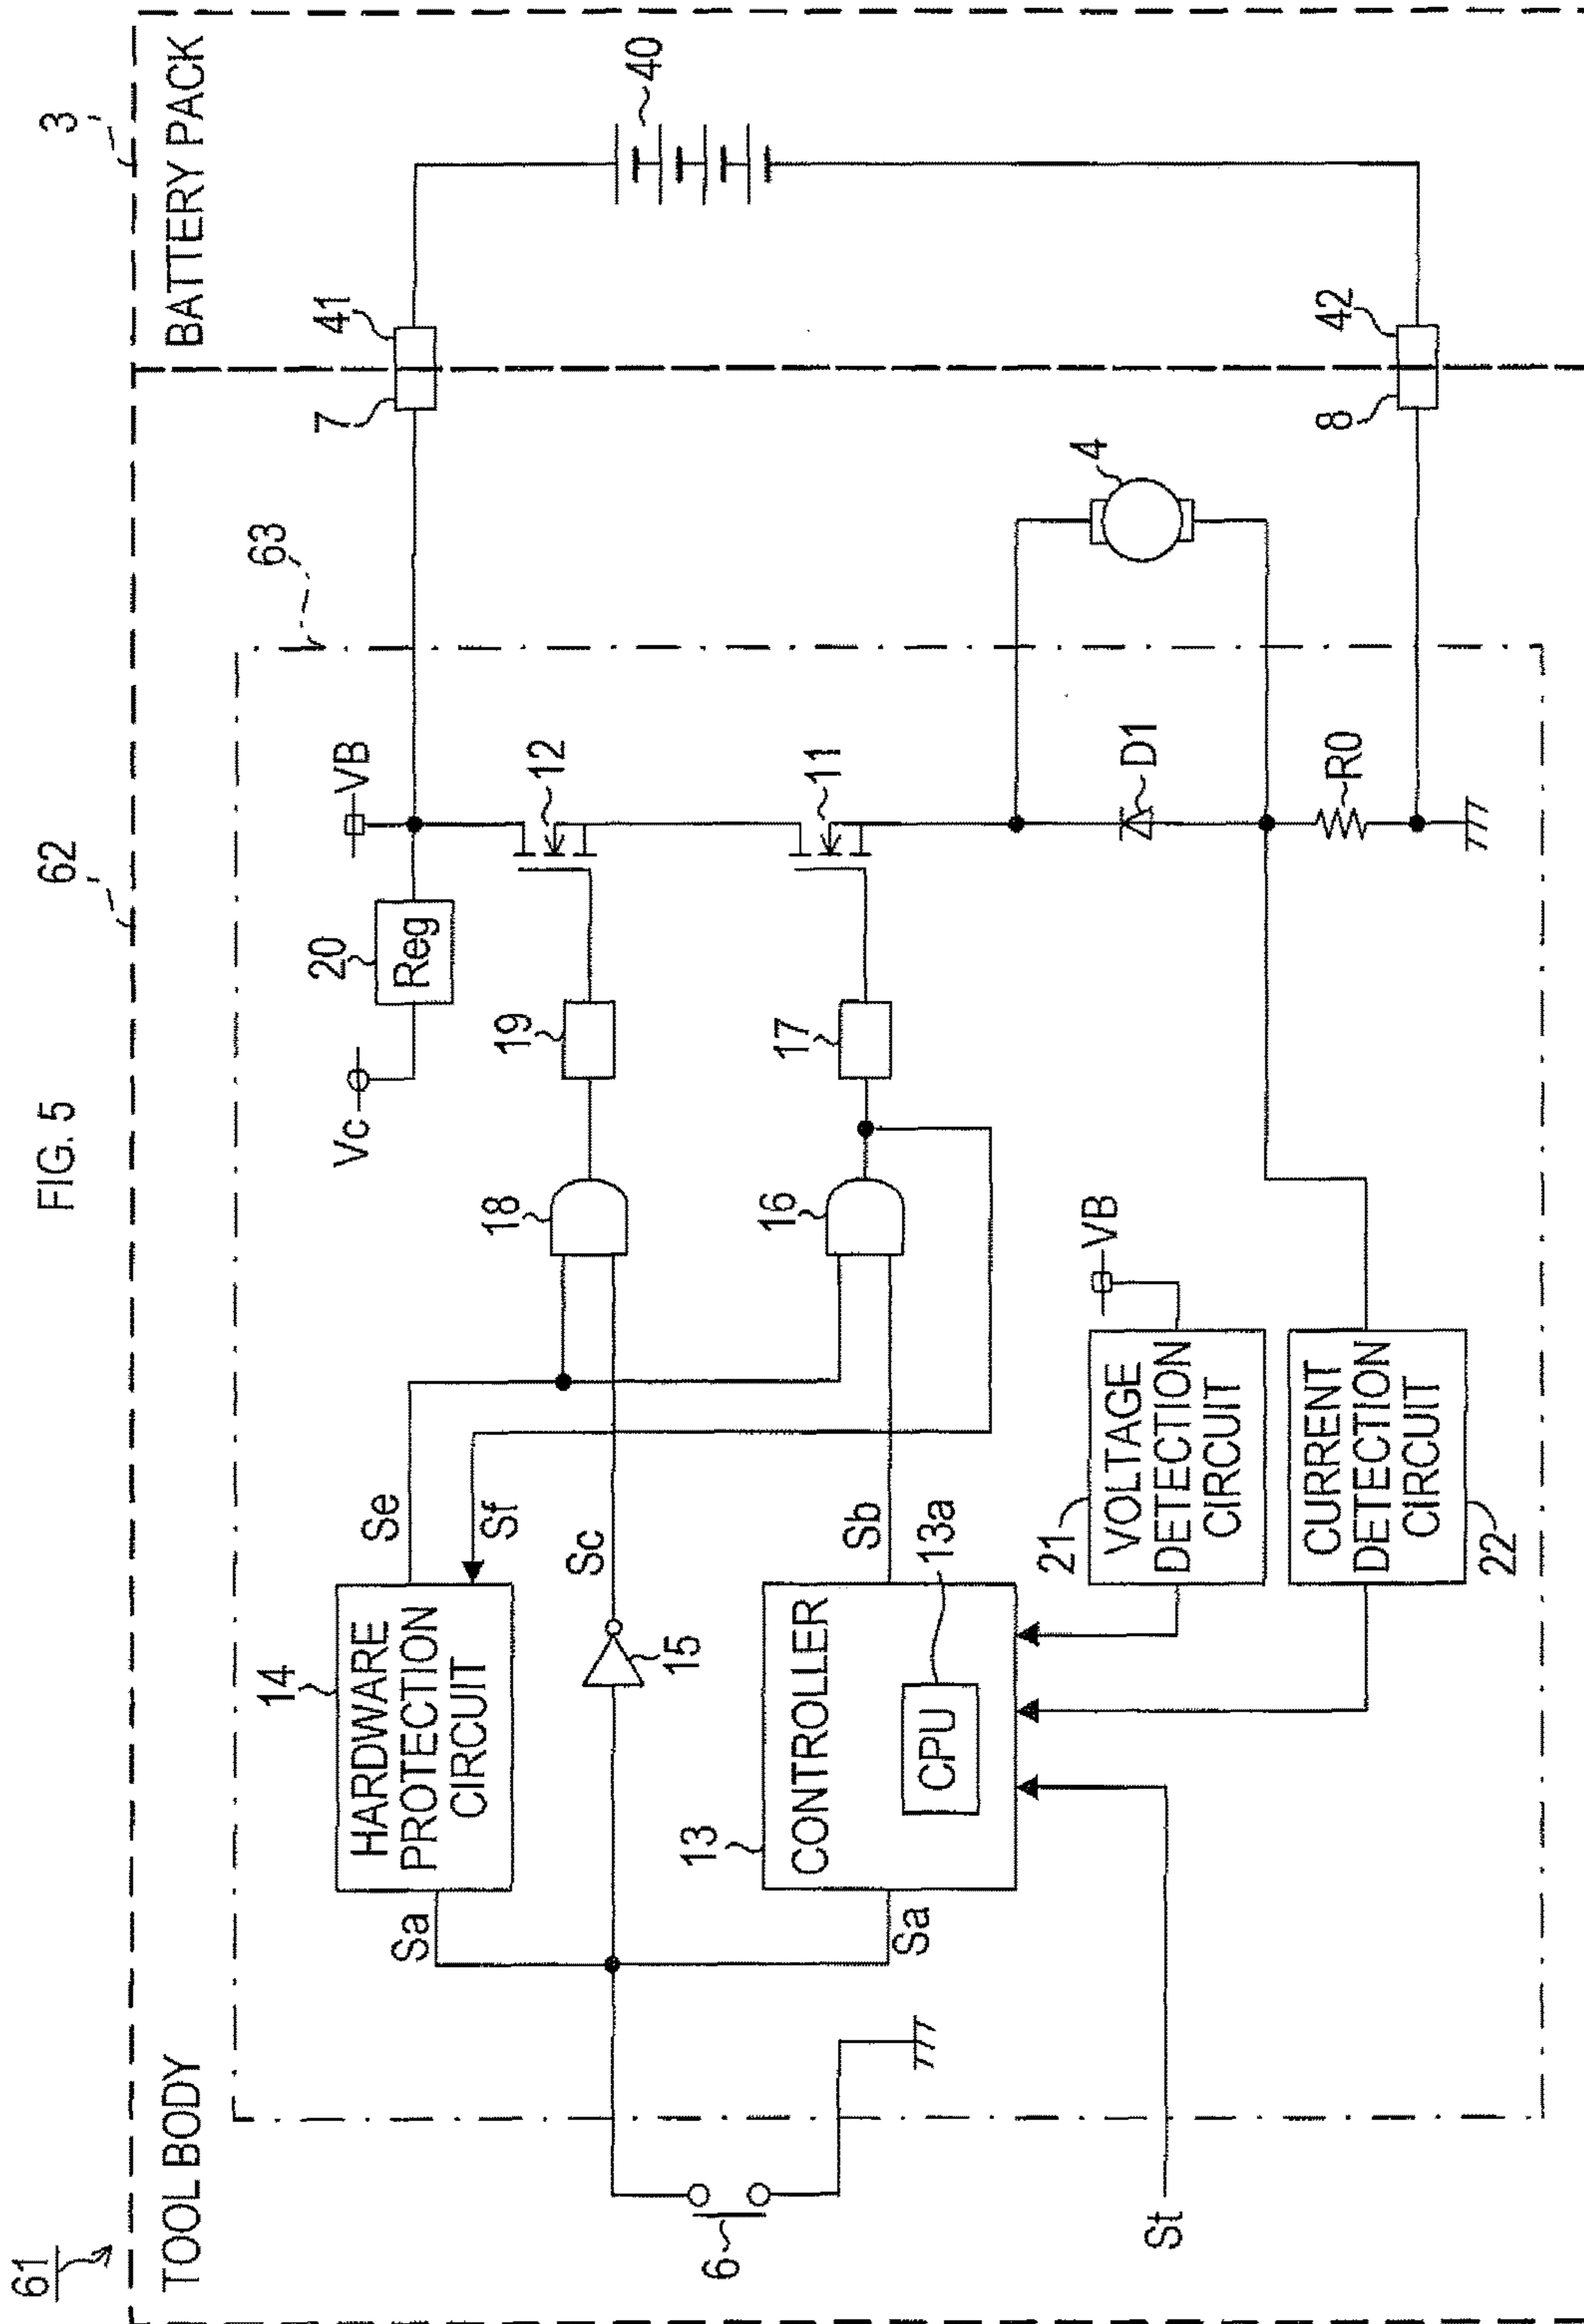 FIG. 5
61
62
3
TOOL BODY
BATTERY PACK
63
7
41
40
Vc
20
Reg
VB
14
HARDWARE
PROTECTION
CIRCUIT
Sa
Se
Sf
18
19
12
15
Sc
16
17
11
13
CONTROLLER
CPU
13a
Sa
Sb
6
4
D1
VB
21
VOLTAGE
DETECTION
CIRCUIT
St
CURRENT
DETECTION
CIRCUIT
22
R0
8
42